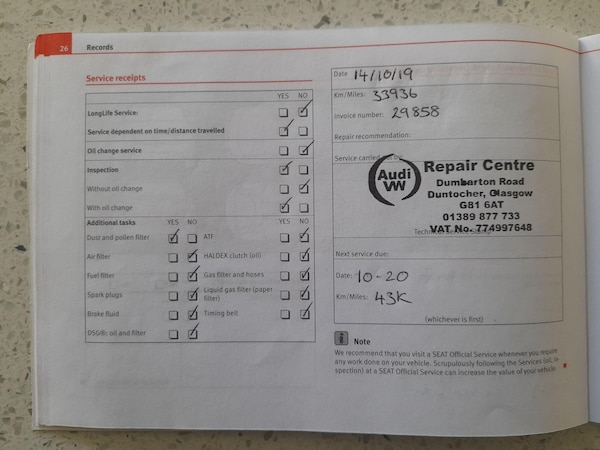 26 Records
Service receipts
YES NO
LongLife Service:
Service dependent on time/distance travelled
Oil change service
Inspection
Without oil change
With oil change
Additional tasks YES NO
Dust and pollen filter ATF
Air filter HALDEX clutch (oil)
Fuel filter Gas filter and hoses
Spark plugs Liquid gas filter (paper
filter)
Brake fluid Timing belt
DSG®: oil and filter
Date 14/10/19
Km/Miles: 33936
Invoice number: 29858
Repair recommendation:
Service carried
Audi
VW
Repair Centre
Dumbarton Road
Duntocher, Glasgow
G81 6AT
01389 877 733
VAT No. 774997648
Next service due:
Date: 10-20
Km/Miles: 43K
(whichever is first)
i Note
We recommend that you visit a SEAT Official Service whenever you require
any work done on your vehicle. Scrupulously following the Services (oil, in-
spection) at a SEAT Official Service can increase the value of your vehicle.